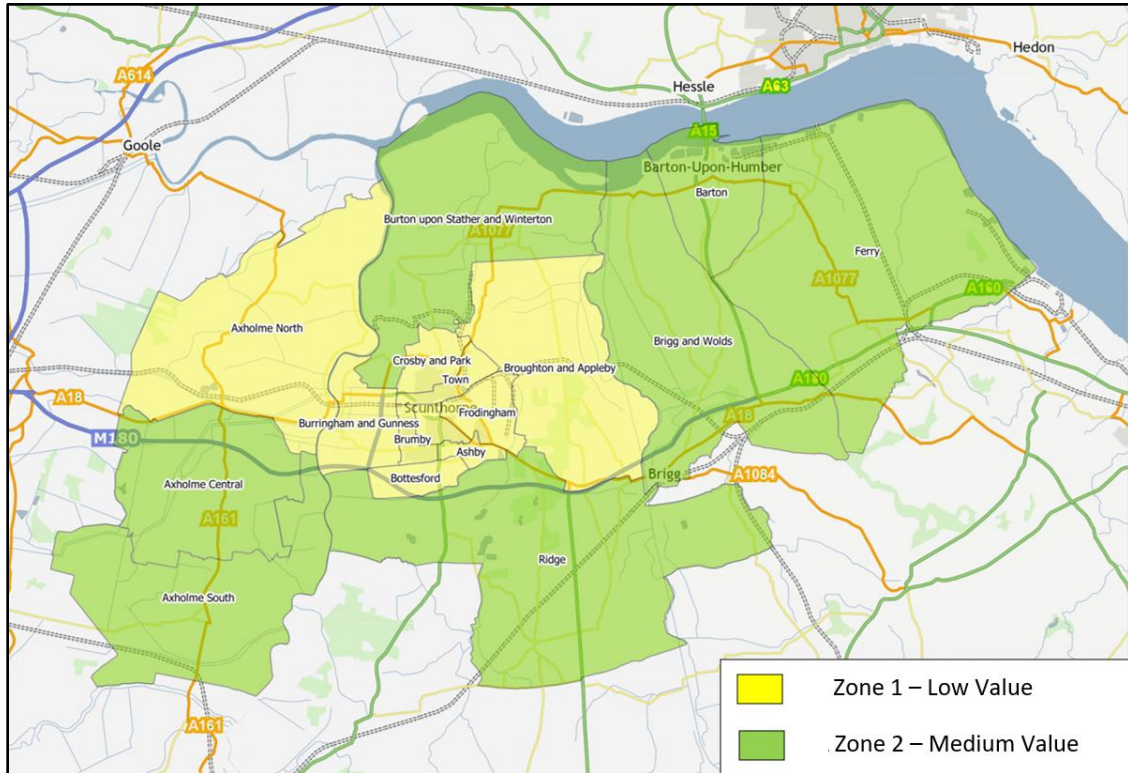 Hedon
A614
Hessle
A63
Goole
A15
Barton-Upon-Humber
Barton
Burton upon Stather and Winterton
A1077
Ferry
A1077
A160
Axholme North
Brigg and Wolds
Crosby and Park
Broughton and Appleby
Town
A180
A18
Scunthorpe
Frodingham
A18
Burringham and Gunness
M180
Brumby
Ashby
Bottesford
Brigg
A1084
Axholme Central
A161
Ridge
Axholme South
A161
Zone 1 – Low Value
. Zone 2 – Medium Value